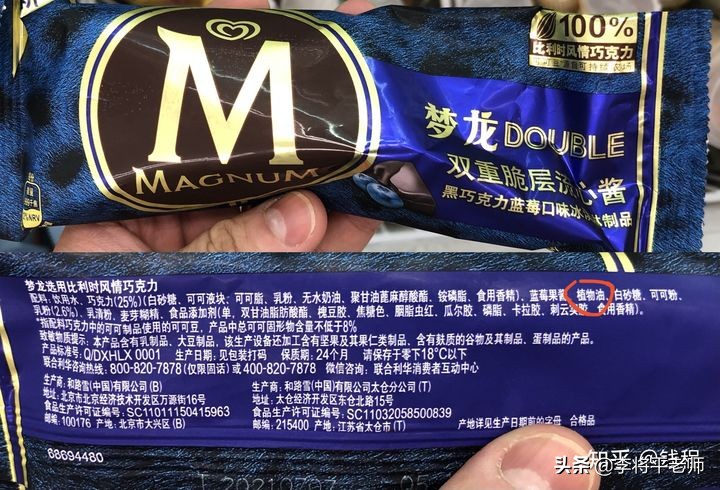 M
MAGNUM
100%
比利时风情巧克力
梦龙DOUBLE
双重脆层流心酱
黑巧克力蓝莓口味冰
制品
梦龙选用比利时风情巧克力
配料：饮用水、巧克力(25%)(白砂糖、可可液块、可可脂、乳粉、无水奶油、聚甘油蓖麻醇酸酯、铵磷脂、食用香精)、蓝莓果酱、植物油、白砂糖、可可粉、
乳粉(2.6%)、乳清粉、麦芽糊精、食品添加剂(单，双甘油脂肪酸酯、槐豆胶、焦糖色、胭脂虫红、瓜尔胶、磷脂、卡拉胶、刺云实胶、食用香精)。
*指配料巧克力中的可可制品使用的可可豆，产品中总可可固形物含量不低于8%
致敏物质提示：本产品含有乳制品、大豆制品，该生产设备还加工含有坚果及其果仁类制品、含有麸质的谷物及其制品、蛋制品的产品。
产品标准号：Q/DXHLX 0001 生产日期：见包装打码 保质期：24个月 请保存于零下18°C以下
联合利华咨询热线：800-820-7878 (仅限固话) 或 400-820-7878 微信咨询：联合利华消费者互动中心
生产商：和路雪(中国)有限公司(B)
地址：北京市北京经济技术开发区万源街16号
食品生产许可证编号：SC11011150415963
邮编：100176 产地：北京市大兴区(B)
生产商：和路雪(中国)有限公司太仓分公司(T)
地址：太仓经济开发区东仓北路15号
食品生产许可证编号：SC11032058500839
邮编：215400 产地：江苏省太仓市(T)
产地详见生产日期前的字母 合格品
88694480
知乎 @钱程
头条@李将平老师